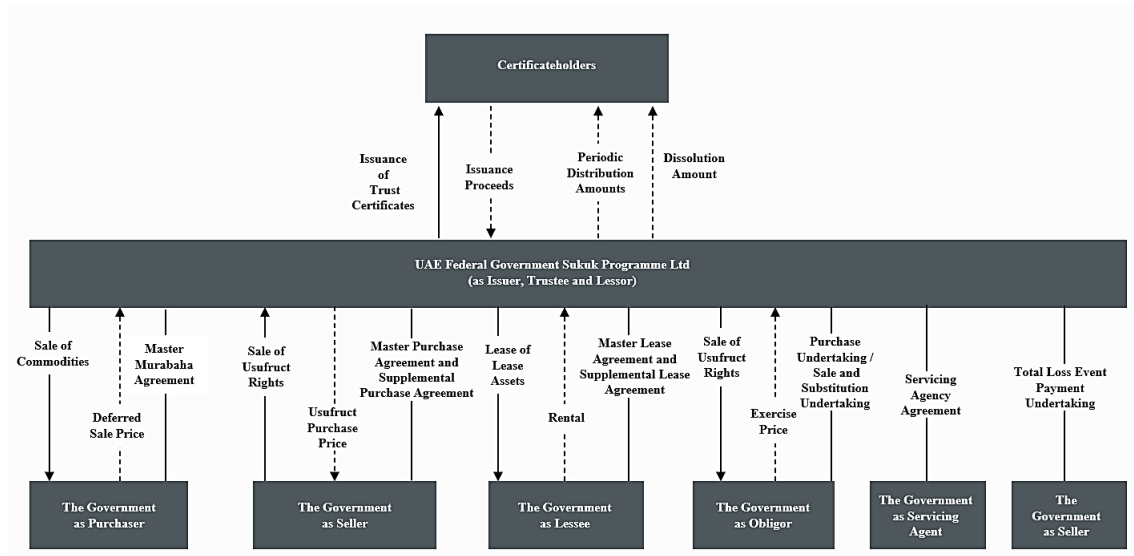 Certificateholders
Issuance
of
Trust
Certificates
Issuance
Proceeds
Periodic
Distribution
Amounts
Dissolution
Amount
UAE Federal Government Sukuk Programme Ltd
(as Issuer, Trustee and Lessor)
Sale of
Commodities
Deferred
Sale Price
Master
Murabaha
Agreement
Sale of
Usufruct
Rights
Usufruct
Purchase
Price
Master Purchase
Agreement and
Supplemental
Purchase Agreement
Lease of
Lease
Assets
Rental
Master Lease
Agreement and
Supplemental Lease
Agreement
Sale of
Usufruct
Rights
Exercise
Price
Purchase
Undertaking /
Sale and
Substitution
Undertaking
Servicing
Agency
Agreement
Total Loss Event
Payment
Undertaking
The Government
as Purchaser
The Government
as Seller
The Government
as Lessee
The Government
as Obligor
The Government
as Servicing
Agent
The
Government
as Seller